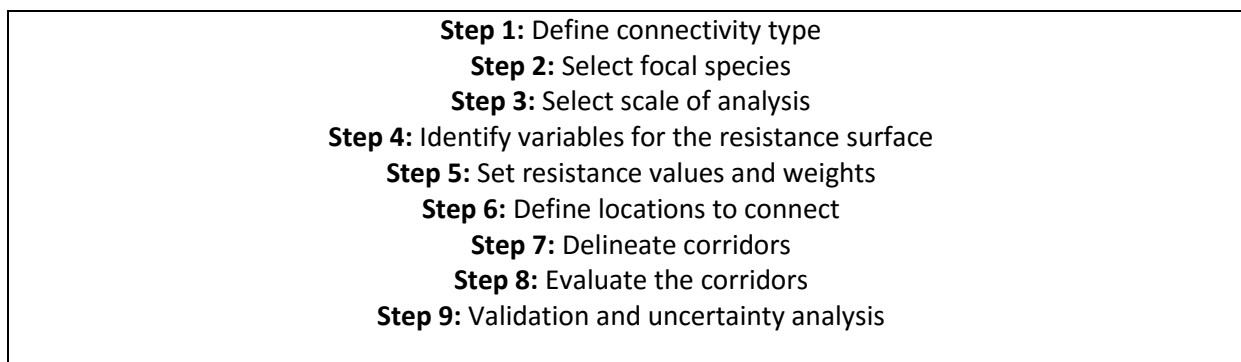 Step 1: Define connectivity type
Step 2: Select focal species
Step 3: Select scale of analysis
Step 4: Identify variables for the resistance surface
Step 5: Set resistance values and weights
Step 6: Define locations to connect
Step 7: Delineate corridors
Step 8: Evaluate the corridors
Step 9: Validation and uncertainty analysis